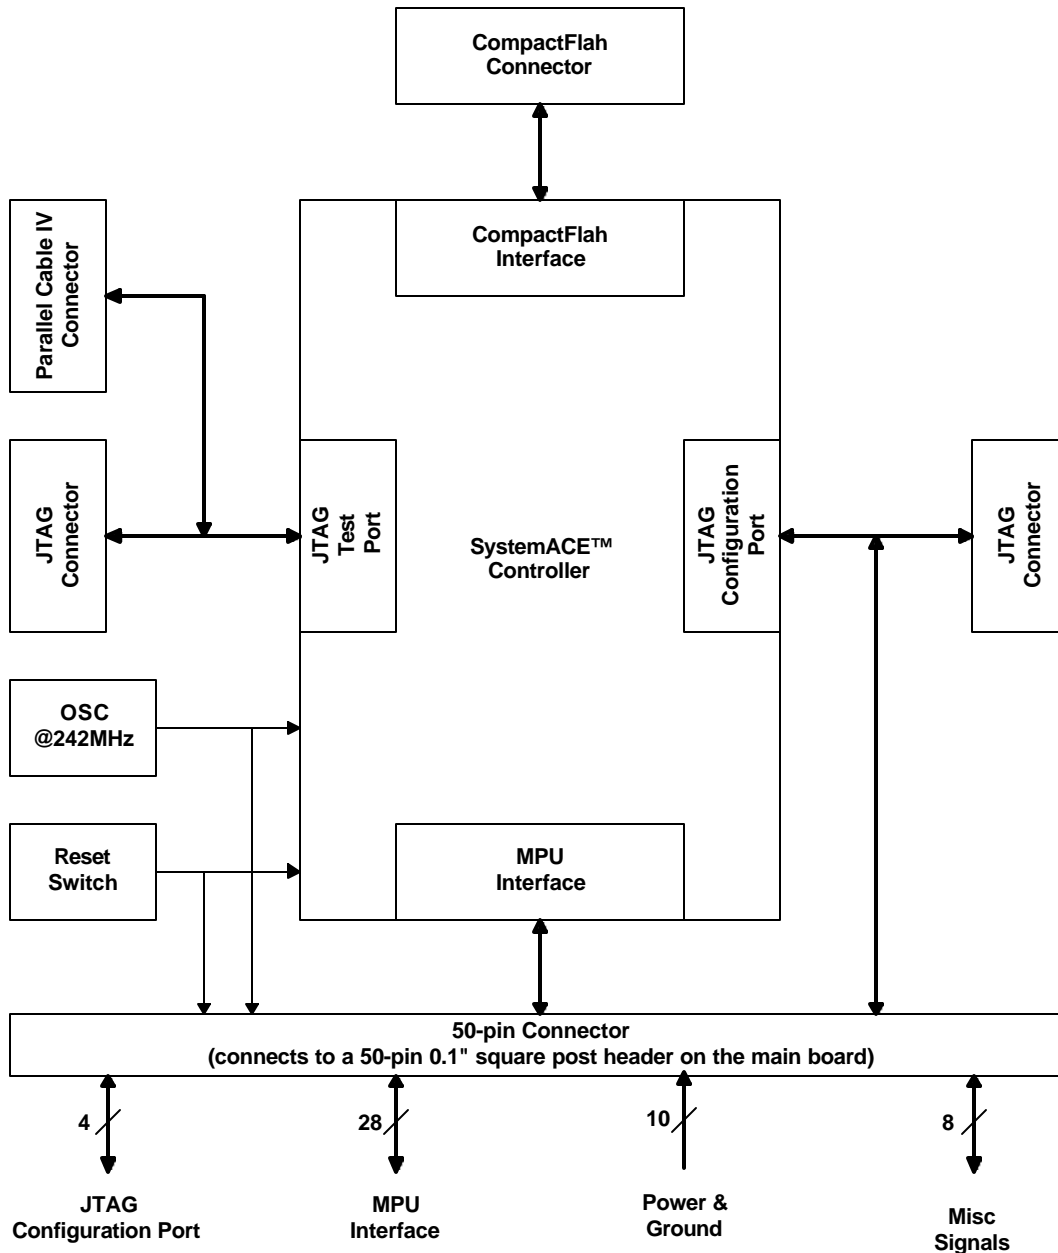 CompactFlah
Connector
CompactFlah
Interface
Parallel Cable IV
Connector
JTAG
Connector
JTAG
Test
Port
SystemACE™
Controller
JTAG
Configuration
Port
JTAG
Connector
OSC
@242MHz
Reset
Switch
MPU
Interface
50-pin Connector
(connects to a 50-pin 0.1" square post header on the main board)
4
28
10
8
JTAG
Configuration Port
MPU
Interface
Power &
Ground
Misc
Signals